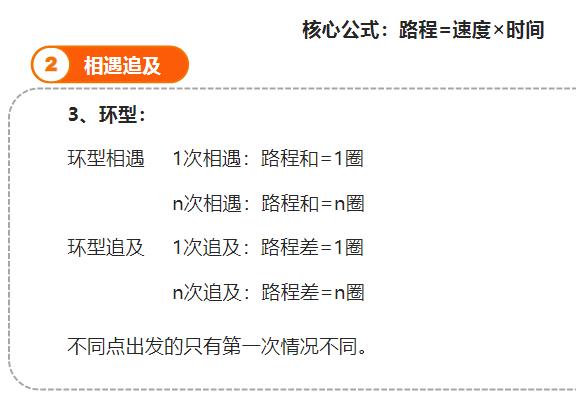 核心公式：路程=速度×时间
2 相遇追及
3、环型：
环型相遇 1次相遇：路程和=1圈
n次相遇：路程和=n圈
环型追及 1次追及：路程差=1圈
n次追及：路程差=n圈
不同点出发的只有第一次情况不同。